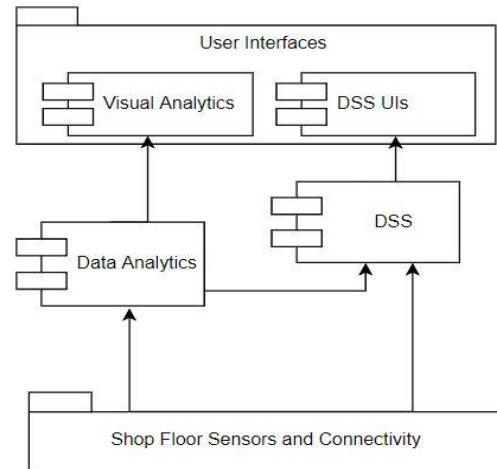 User Interfaces
Visual Analytics
DSS UIs
DSS
Data Analytics
Shop Floor Sensors and Connectivity